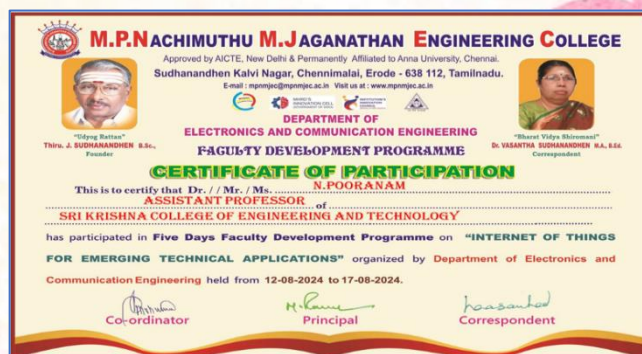 M.P.NACHIMUTHU M.JAGANATHAN ENGINEERING COLLEGE
Approved by AICTE, New Delhi & Permanently Affiliated to Anna University, Chennai.
Sudhanandhen Kalvi Nagar, Chennimalai, Erode - 638 112, Tamilnadu.
E-mail : mpnmjec@mpnmjec.ac.in Visit us at : www.mpnmjec.ac.in
MHRD'S
INNOVATION CELL
INSTITUTION'S
INNOVATION
COUNCIL
DEPARTMENT OF
ELECTRONICS AND COMMUNICATION ENGINEERING
"Udyog Rattan"
Thiru. J. SUDHANANDHEN B.Sc.,
Founder
"Bharat Vidya Shiromani"
Dr. VASANTHA SUDHANANDHEN M.A., B.Ed.
Correspondent
FACULTY DEVELOPMENT PROGRAMME
CERTIFICATE OF PARTICIPATION
This is to certify that Dr. / / Mr. / Ms. N.POORANAM
ASSISTANT PROFESSOR of
SRI KRISHNA COLLEGE OF ENGINEERING AND TECHNOLOGY
has participated in Five Days Faculty Development Programme on "INTERNET OF THINGS
FOR EMERGING TECHNICAL APPLICATIONS" organized by Department of Electronics and
Communication Engineering held from 12-08-2024 to 17-08-2024.
Co-ordinator Principal Correspondent